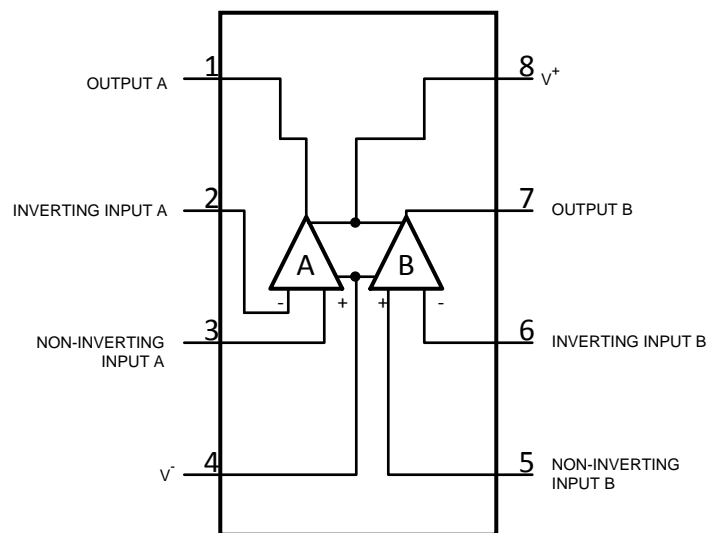 1
OUTPUT A
8
V+
2
INVERTING INPUT A
7
OUTPUT B
A
B
-
+
+
-
3
NON-INVERTING
INPUT A
6
INVERTING INPUT B
4
V-
5
NON-INVERTING
INPUT B